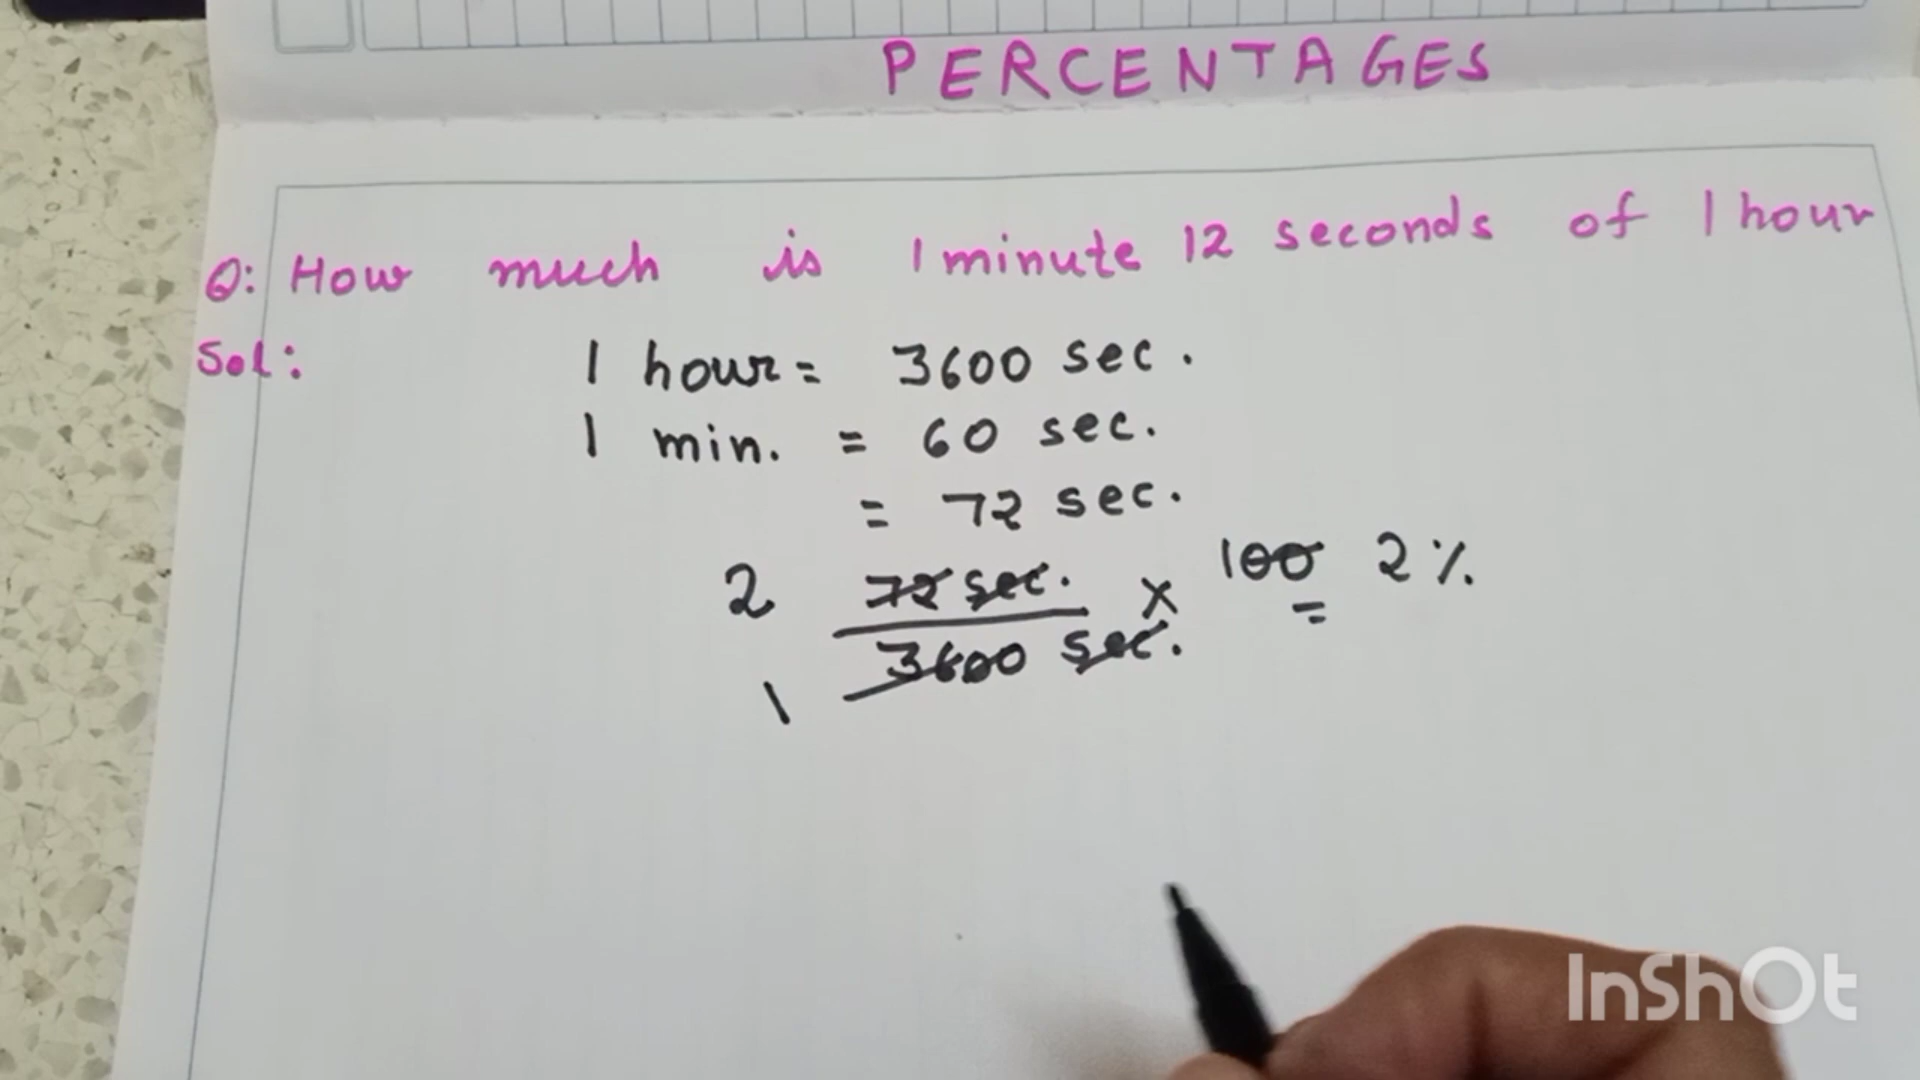 PERCENTAGES
Q: How much is 1 minute 12 seconds of 1 hour
Sol:
1 hour = 3600 sec.
1 min. = 60 sec.
= 72 sec.
2 72 sec. × 100 2%
3600 sec. =
1
InShOt